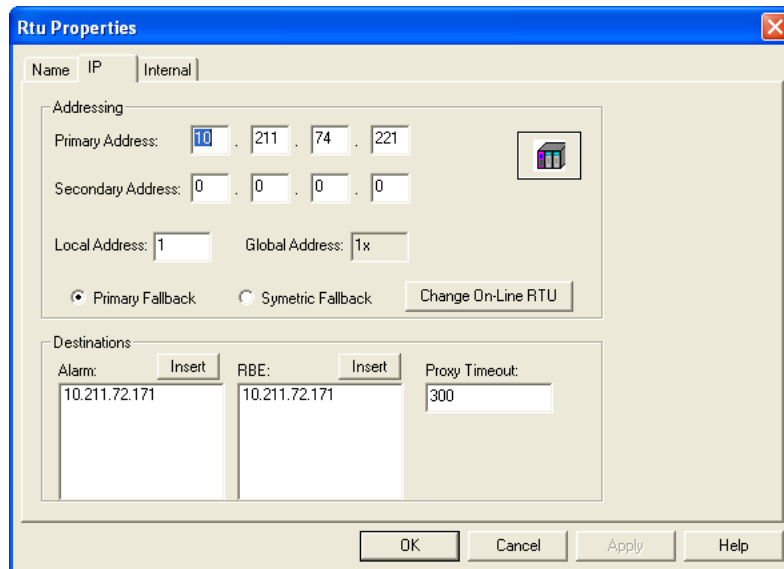 Rtu Properties
Name IP Internal
Addressing
Primary Address: 10 . 211 . 74 . 221
Secondary Address: 0 . 0 . 0 . 0
Local Address: 1 Global Address: 1x
Primary Fallback Symetric Fallback Change On-Line RTU
Destinations
Alarm: Insert RBE: Insert Proxy Timeout:
10.211.72.171 10.211.72.171 300
OK Cancel Apply Help